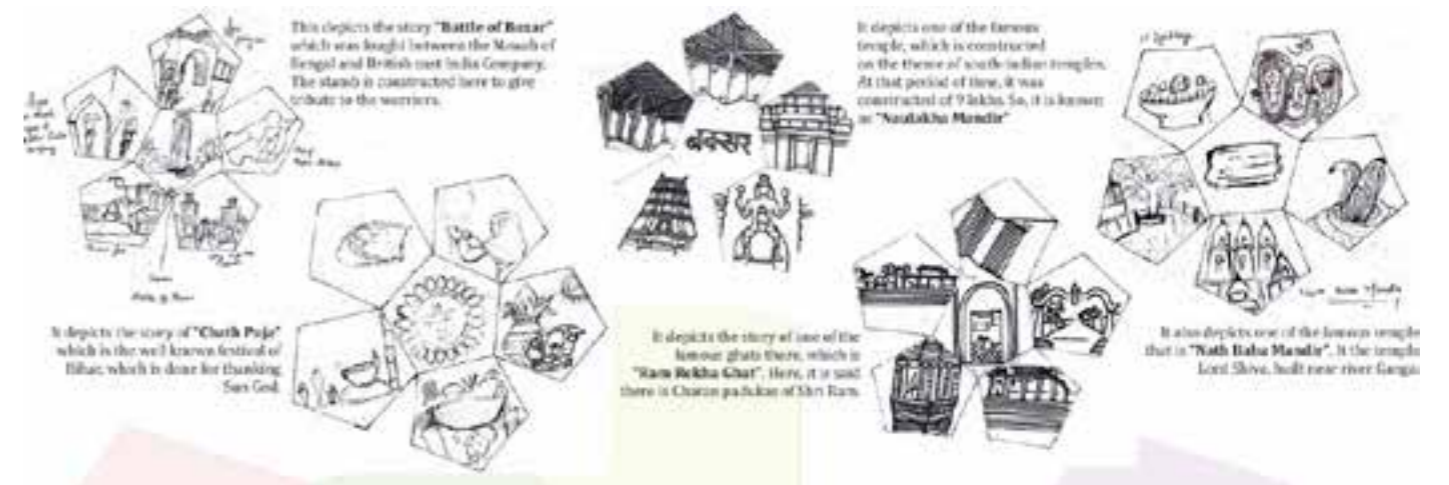 This depicts the story "Battle of Buxar"
which was fought between the Nawab of
Bengal and British east India Company.
The stamb is constructed here to give
tribute to the warriors.
It depicts one of the famous
temple, which is constructed
on the theme of south indian temples.
At that period of time, it was
constructed of 9 lakhs. So, it is known
as "Naulakha Mandir"
बक्सर
It depicts the story of "Chath Puja"
which is the well known festival of
Bihar, which is done for thanking
Sun God.
It depicts the story of one of the
famous ghats there, which is
"Ram Rekha Ghat". Here, it is said
there is Charan padukae of Shri Ram.
It also depicts one of the famous temple
that is "Nath Baba Mandir". It the temple
Lord Shiva, built near river Ganga.